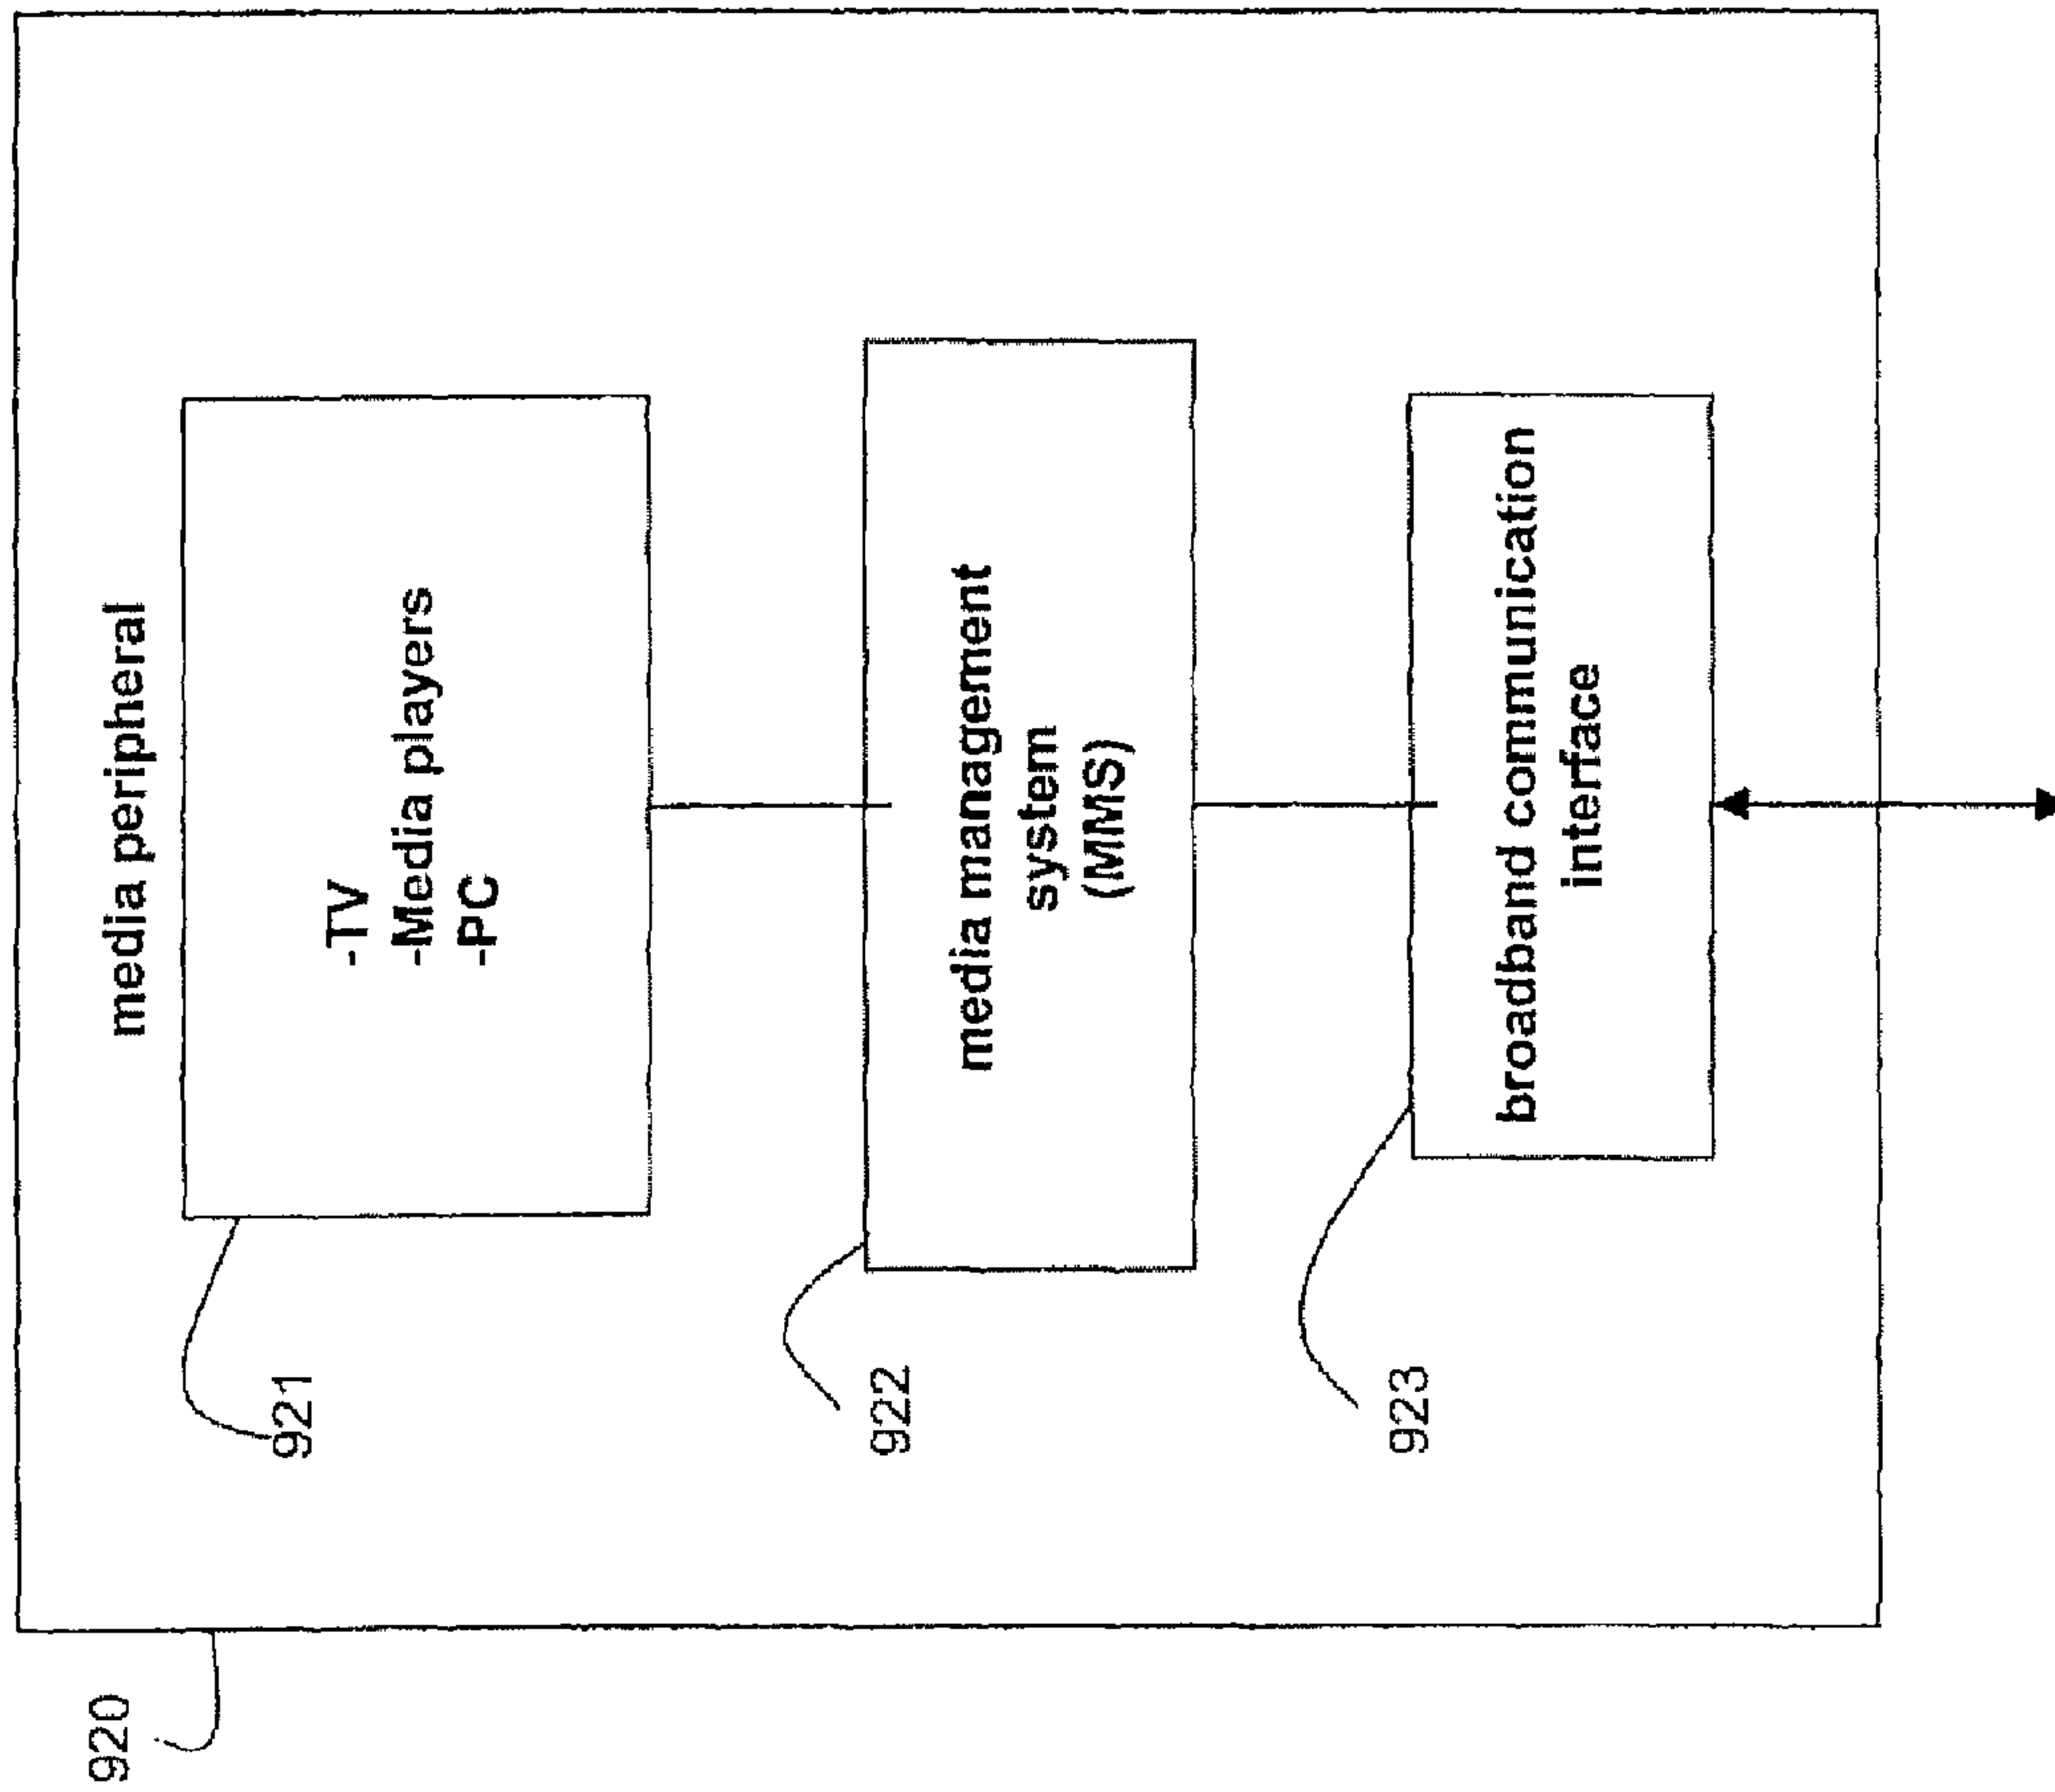 920
media peripheral
921
-TV
-Media players
-PC
922
media management
system
(MMS)
923
broadband communication
interface